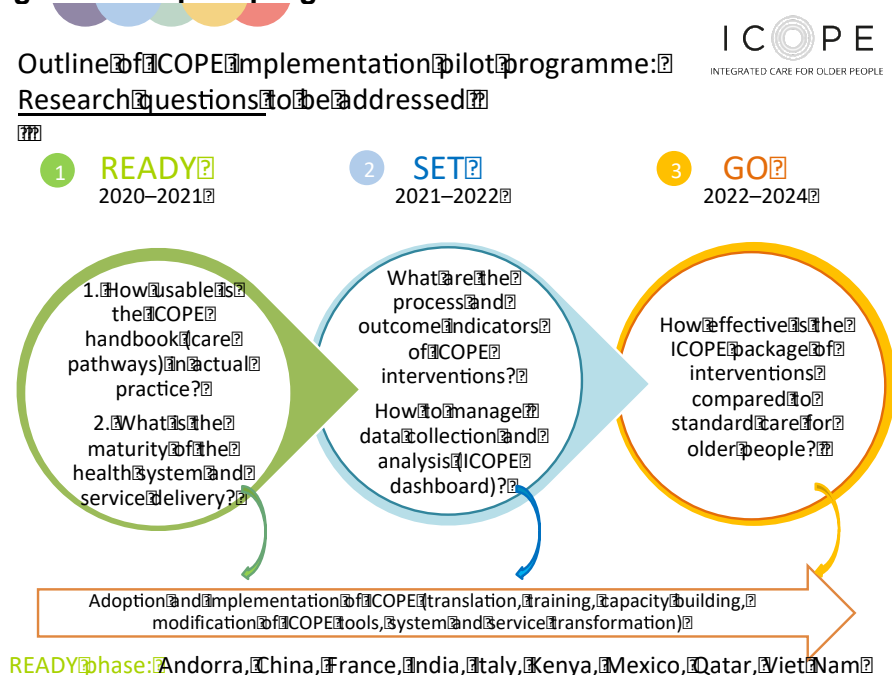 Outline of ICOPE implementation pilot programme:
Research questions to be addressed
ICOPE
INTEGRATED CARE FOR OLDER PEOPLE
1 READY
2020–2021
2 SET
2021–2022
3 GO
2022–2024
1. How usable is
the ICOPE
handbook (care
pathways) in actual
practice?
2. What is the
maturity of the
health system and
service delivery?
What are the
process and
outcome indicators
of ICOPE
interventions?
How to manage
data collection and
analysis (ICOPE
dashboard)?
How effective is the
ICOPE package of
interventions
compared to
standard care for
older people?
Adoption and implementation of ICOPE (translation, training, capacity building,
modification of ICOPE tools, system and service transformation)
READY phase: Andorra, China, France, India, Italy, Kenya, Mexico, Qatar, Viet Nam